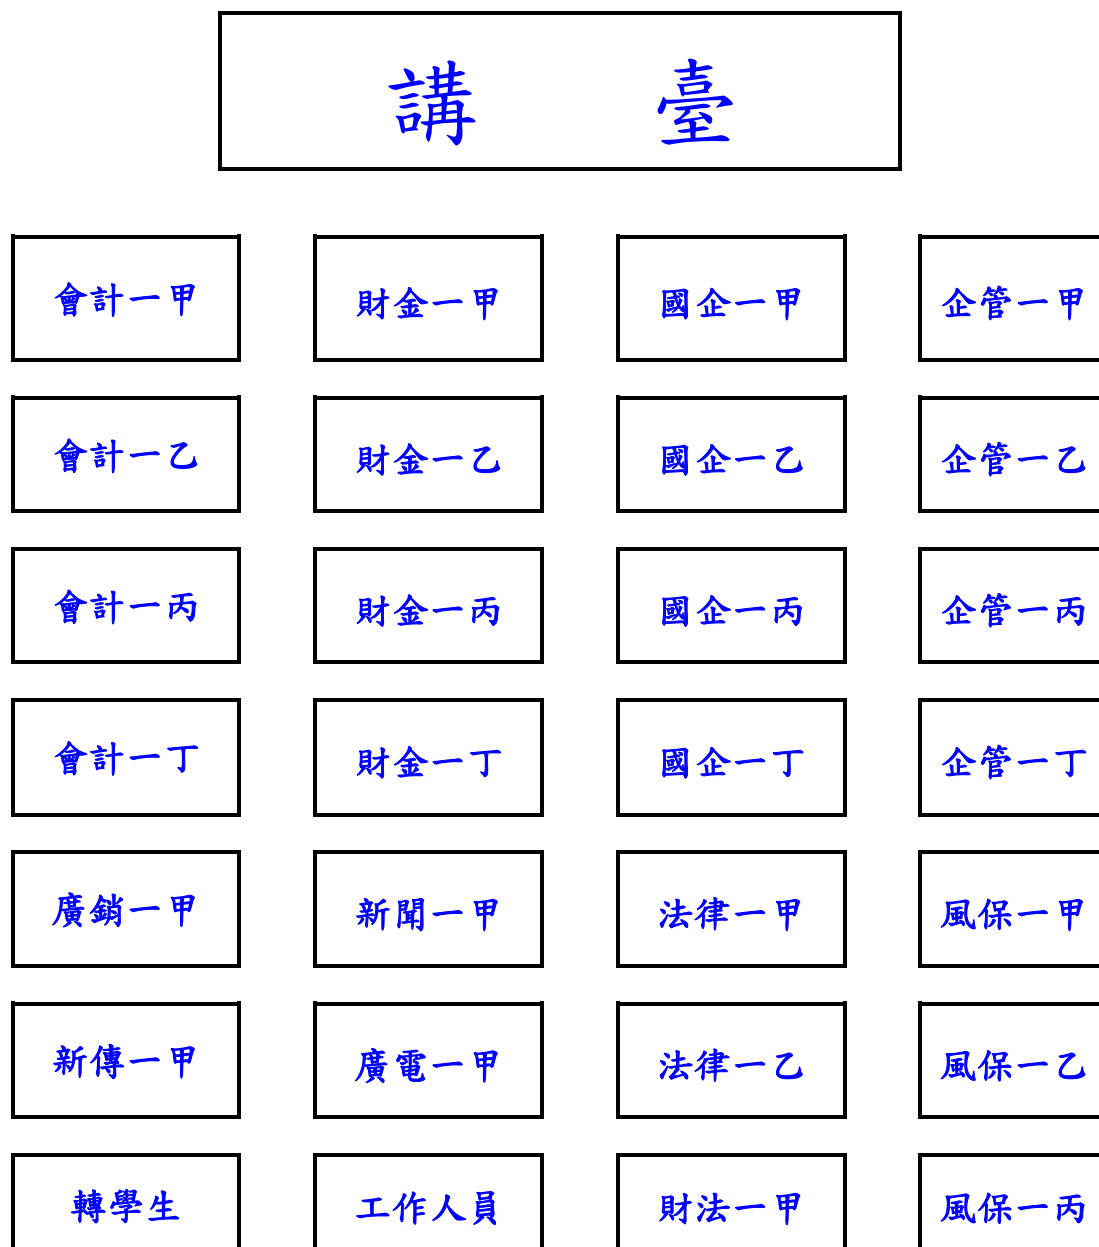 講 臺
會計一甲 財金一甲 國企一甲 企管一甲
會計一乙 財金一乙 國企一乙 企管一乙
會計一丙 財金一丙 國企一丙 企管一丙
會計一丁 財金一丁 國企一丁 企管一丁
廣銷一甲 新聞一甲 法律一甲 風保一甲
新傳一甲 廣電一甲 法律一乙 風保一乙
轉學生 工作人員 財法一甲 風保一丙